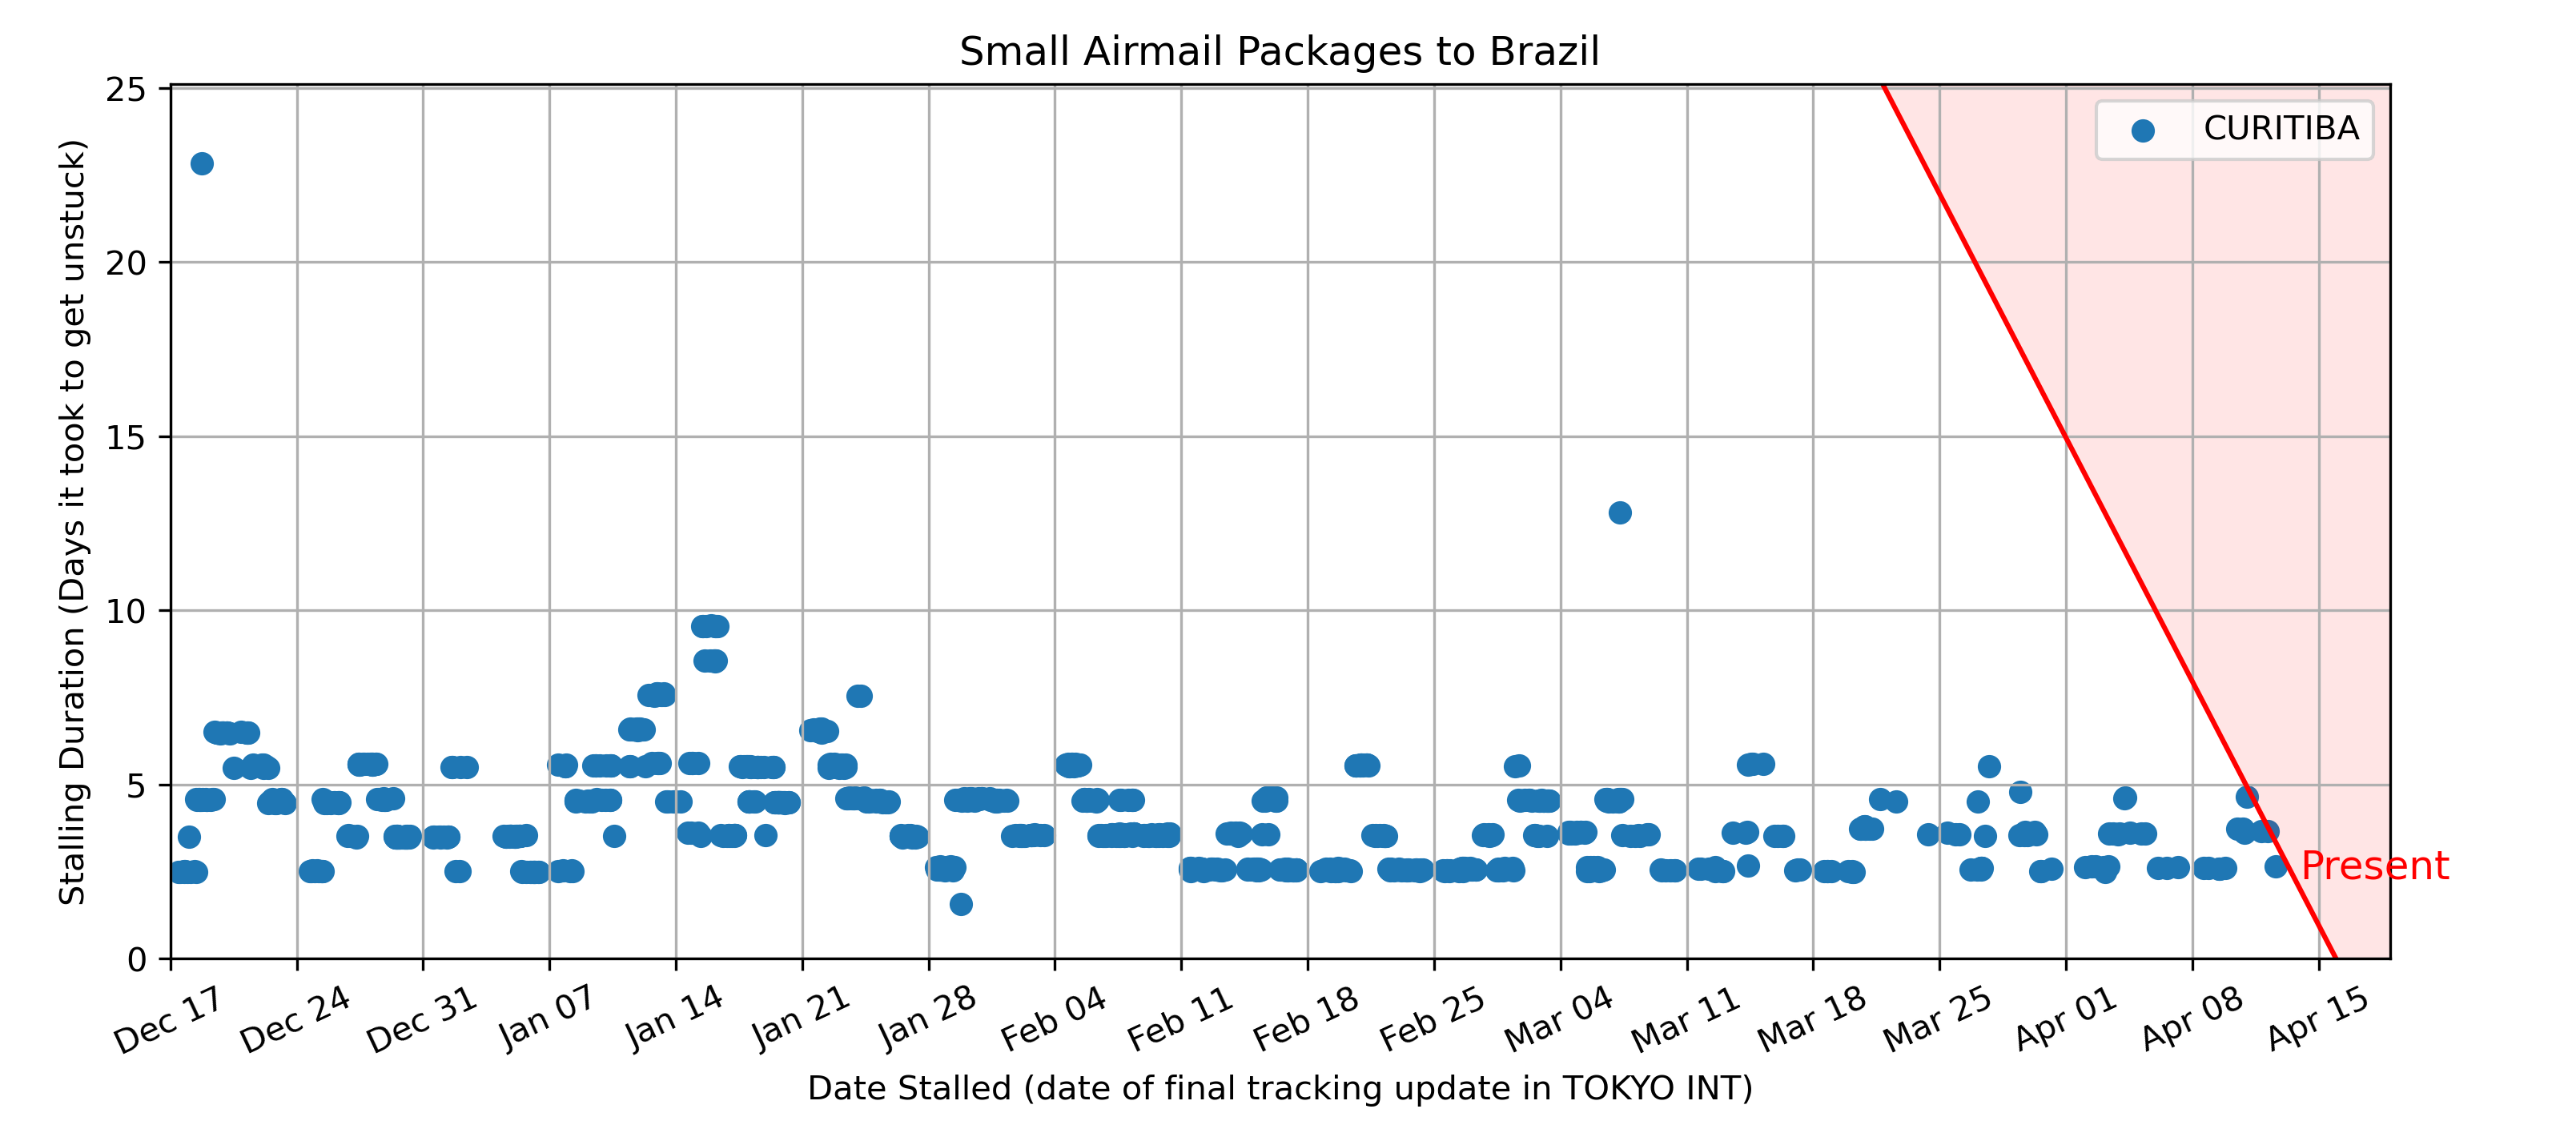 Small Airmail Packages to Brazil
Stalling Duration (Days it took to get unstuck)
25
20
15
10
5
0
CURITIBA
Present
Dec 17
Dec 24
Dec 31
Jan 07
Jan 14
Jan 21
Jan 28
Feb 04
Feb 11
Feb 18
Feb 25
Mar 04
Mar 11
Mar 18
Mar 25
Apr 01
Apr 08
Apr 15
Date Stalled (date of final tracking update in TOKYO INT)